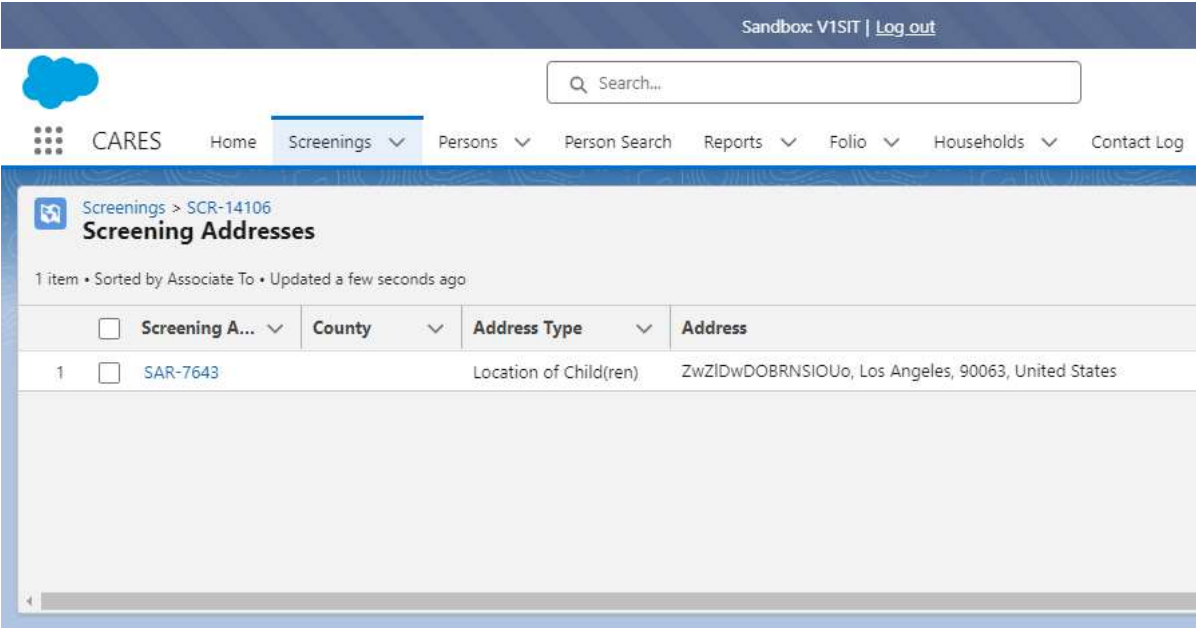 Sandbox: V1SIT | Log out
Search...
CARES Home Screenings Persons Person Search Reports Folio Households Contact Log
Screenings > SCR-14106
Screening Addresses
1 item • Sorted by Associate To • Updated a few seconds ago
Screening A... County Address Type Address
1 SAR-7643 Location of Child(ren) ZwZlDwDOBRNSIOUo, Los Angeles, 90063, United States